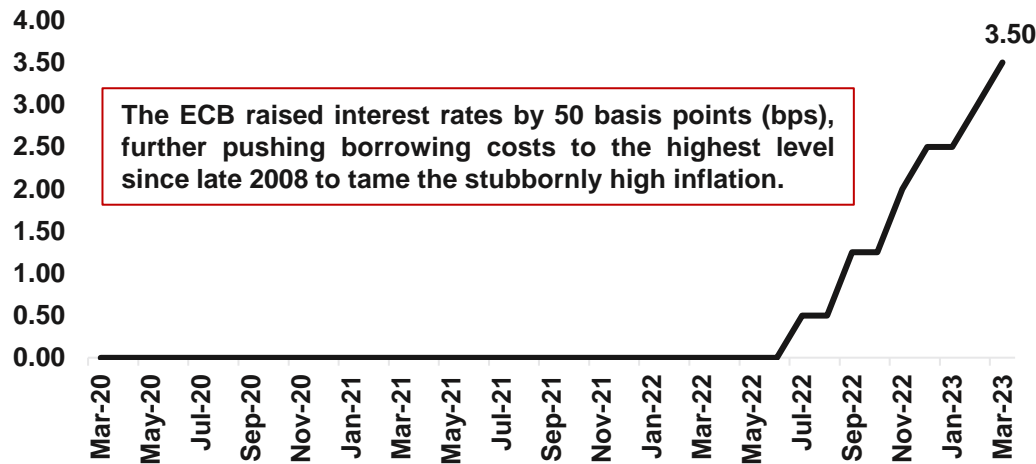 4.00
3.50
3.50
3.00
The ECB raised interest rates by 50 basis points (bps),
further pushing borrowing costs to the highest level
since late 2008 to tame the stubbornly high inflation.
2.50
2.00
1.50
1.00
0.50
0.00
Mar-20
May-20
Jul-20
Sep-20
Nov-20
Jan-21
Mar-21
May-21
Jul-21
Sep-21
Nov-21
Jan-22
Mar-22
May-22
Jul-22
Sep-22
Nov-22
Jan-23
Mar-23